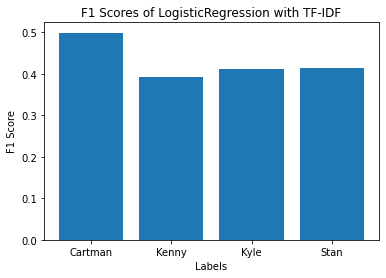 F1 Scores of LogisticRegression with TF-IDF
0.5
0.4
0.3
0.2
0.1
0.0
F1 Score
Cartman Kenny Kyle Stan
Labels